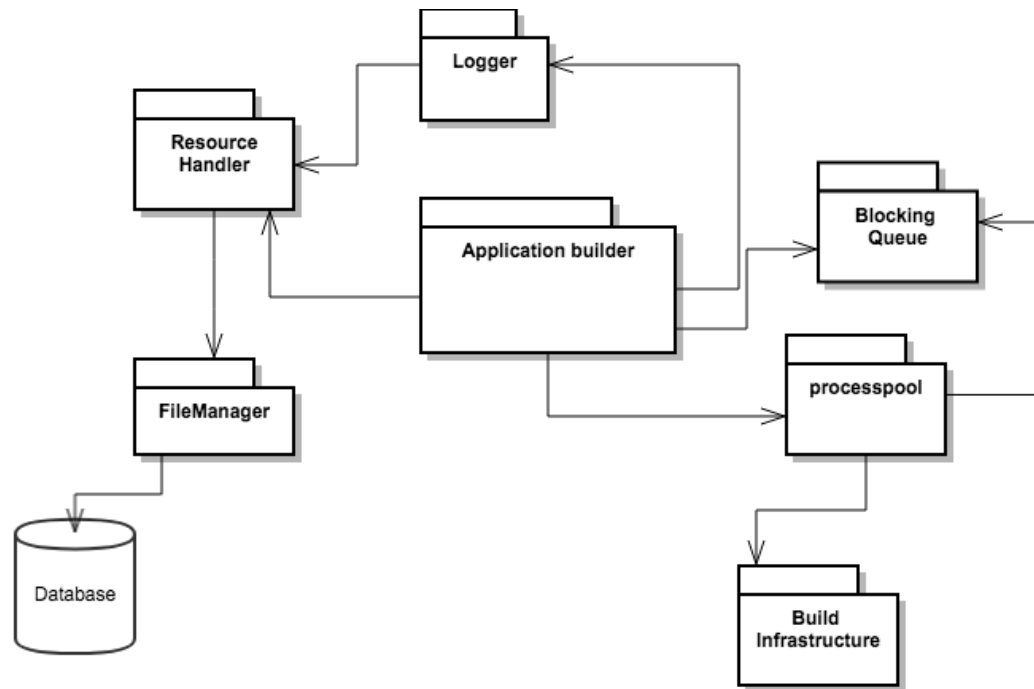 Logger
Resource
Handler
Application builder
Blocking
Queue
FileManager
processpool
Database
Build
Infrastructure